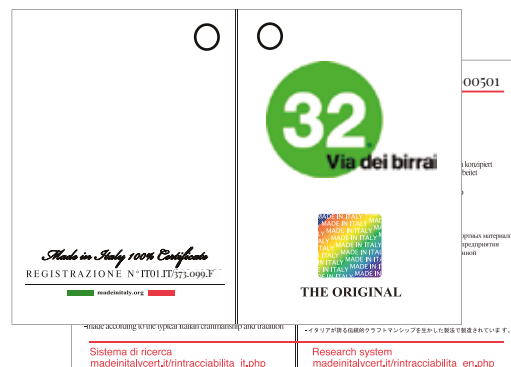 Made in Italy 100% Certificate
REGISTRAZIONE N°IT01.IT/373.099.F
madeinitaly.org
32
Via dei birrai
MADE IN ITALY
THE ORIGINAL
00501
konzipiert
ортных материал
предприятия
made according to the typical Italian craftmanship and tradition
•イタリアが誇る伝統的クラフトマンシップを生かした製法で製造されています。
Sistema di ricerca
madeinitalycert.it/rintracciabilita_it.php
Research system
madeinitalycert.it/rintracciabilita_en.php